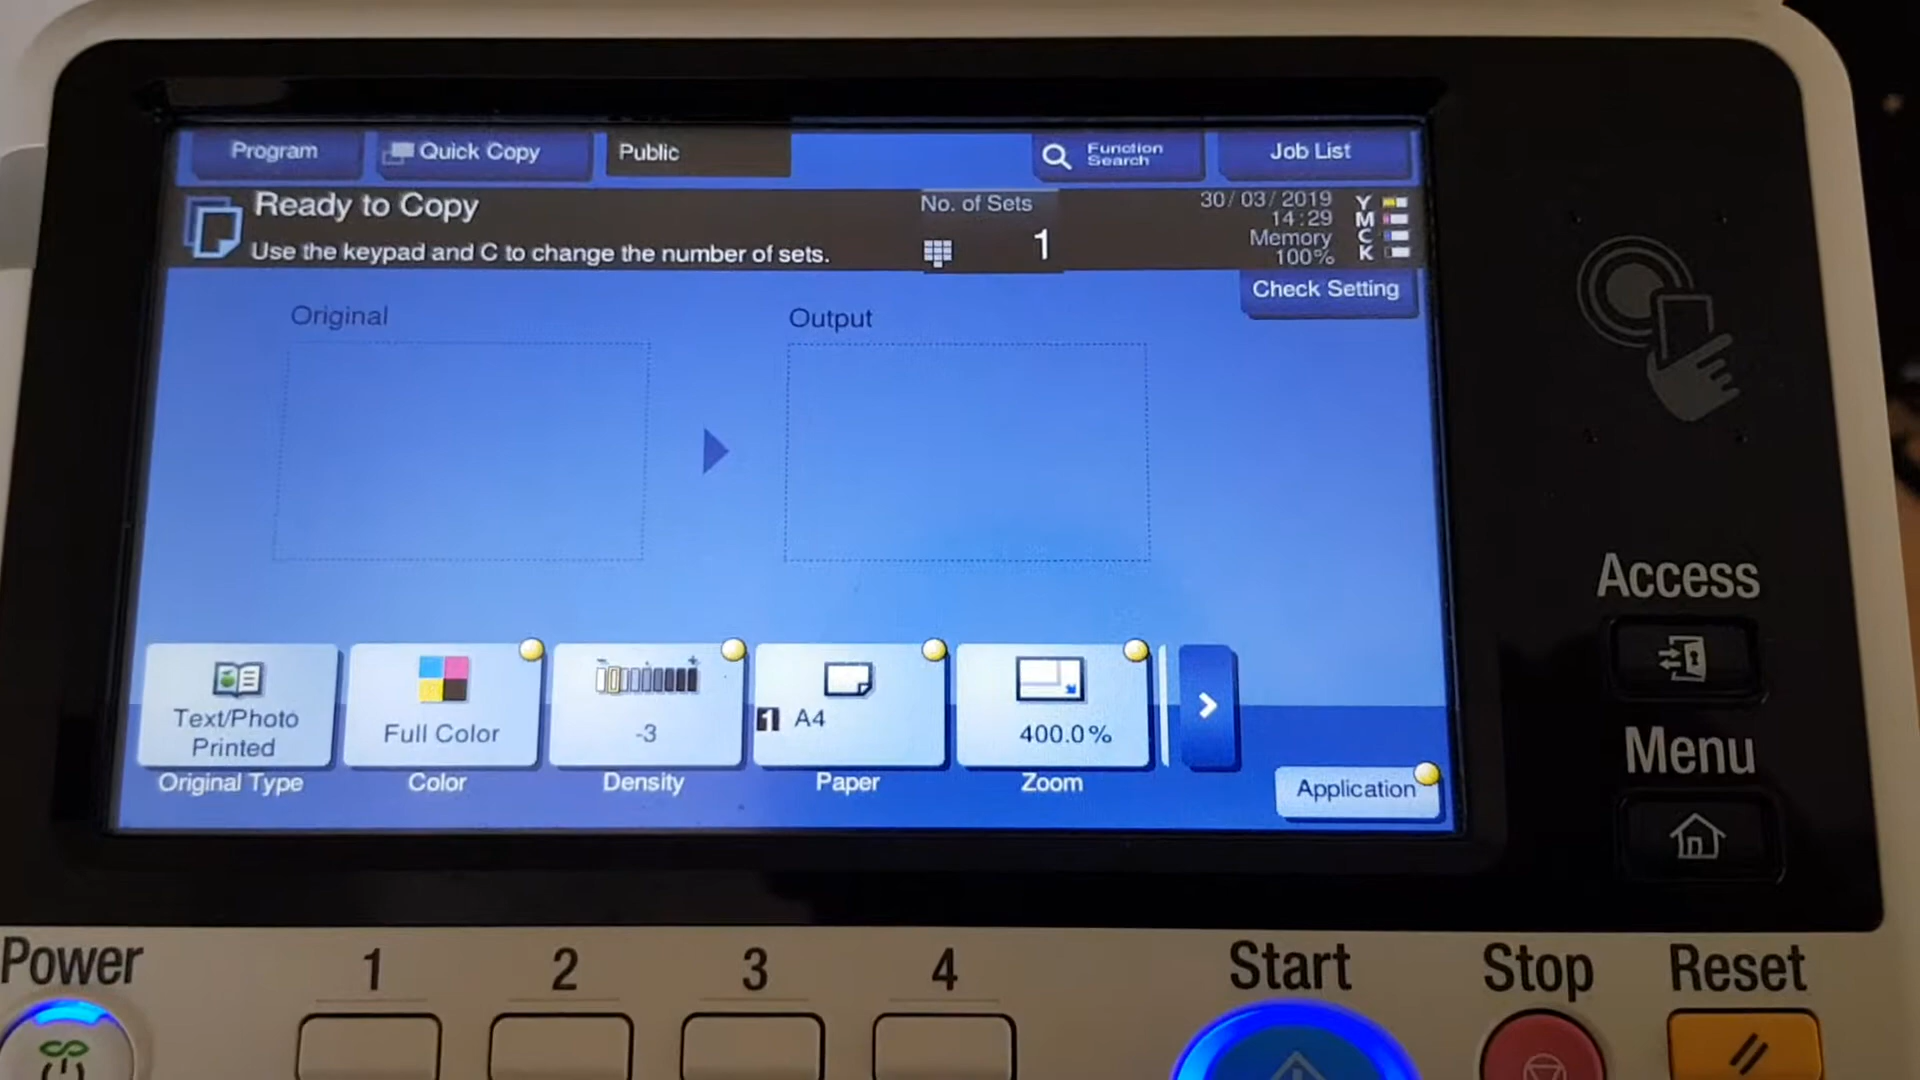 Program
Quick Copy
Public
Function
Search
Job List
Ready to Copy
Use the keypad and C to change the number of sets.
No. of Sets
1
30/03/2019
14:29
Memory
100%
Y
M
C
K
Check Setting
Original
Output
Text/Photo
Printed
Original Type
Full Color
Color
- +
-3
Density
1 A4
Paper
400.0%
Zoom
Application
Access
Menu
Power
1
2
3
4
Start
Stop
Reset